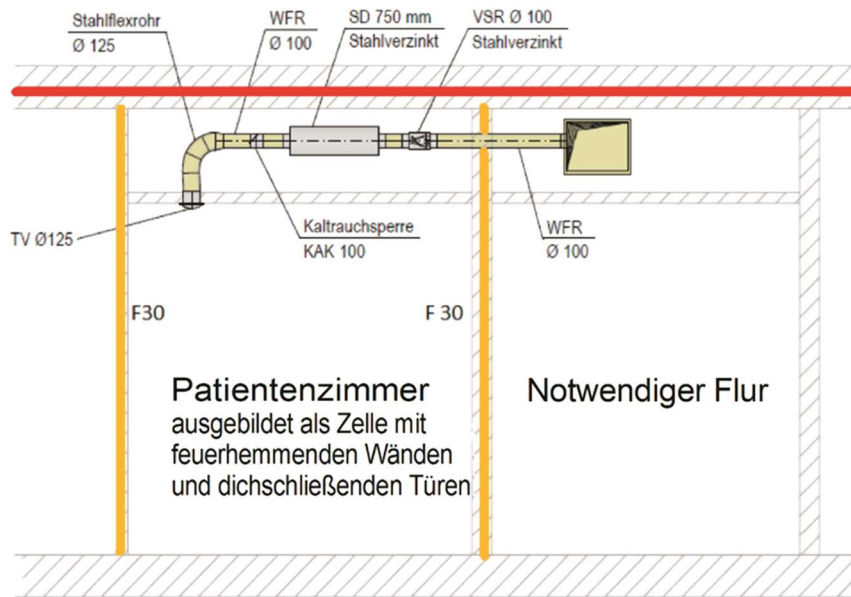 Stahlflexrohr
Ø 125
WFR
Ø 100
SD 750 mm
Stahlverzinkt
VSR Ø 100
Stahlverzinkt
TV Ø125
Kaltrauchsperre
KAK 100
WFR
Ø 100
F30
F 30
Patientenzimmer
ausgebildet als Zelle mit
feuerhemmenden Wänden
und dichschließenden Türen
Notwendiger Flur